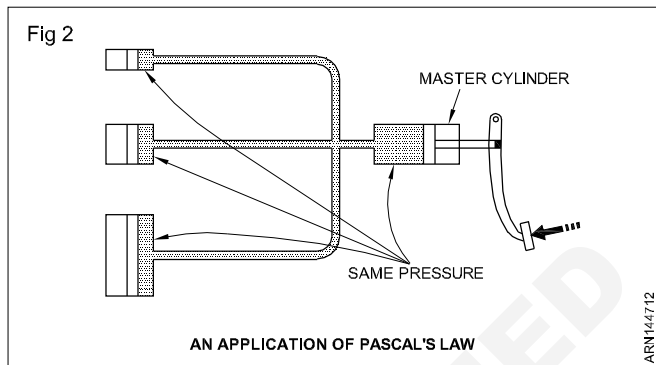 Fig 2
MASTER CYLINDER
SAME PRESSURE
AN APPLICATION OF PASCAL'S LAW
ARN144712